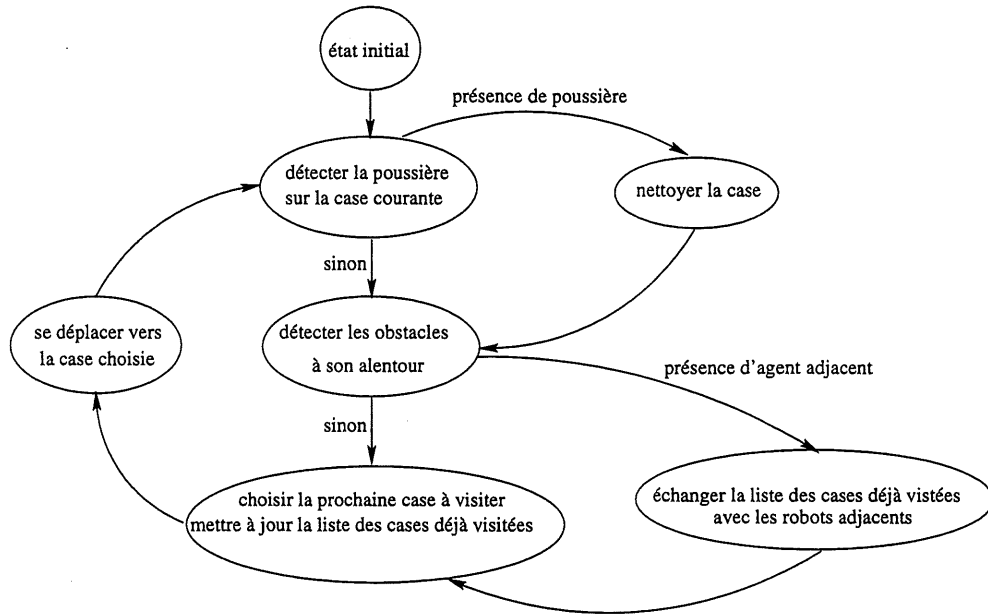 état initial
présence de poussière
détecter la poussière
sur la case courante
nettoyer la case
sinon
se déplacer vers
la case choisie
détecter les obstacles
à son alentour
présence d'agent adjacent
sinon
choisir la prochaine case à visiter
mettre à jour la liste des cases déjà visitées
échanger la liste des cases déjà vistées
avec les robots adjacents